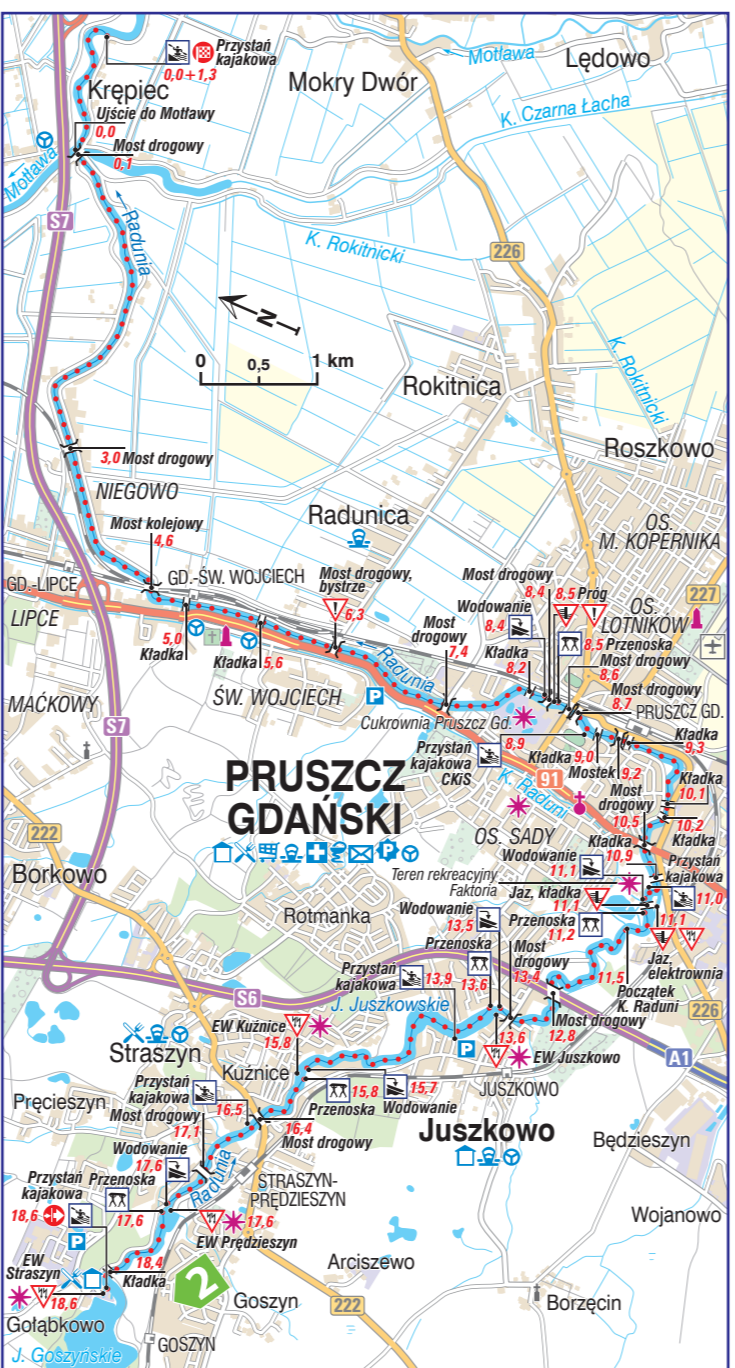 Przystań
kajakowa
0,0+1,3
Krępiec
Mokry Dwór
Motława
Lędowo
K. Czarna Łacha
Ujście do Motławy
0,0
Most drogowy
0,1
Motława
S7
Radunia
K. Rokitnicki
226
N
0 0,5 1 km
K. Rokitnicki
Rokitnica
Roszkowo
3,0 Most drogowy
NIEGOWO
Radunica
Most kolejowy
4,6
OS.
M. KOPERNIKA
GD.-LIPCE
GD.-ŚW. WOJCIECH
LIPCE
Most drogowy,
bystrze
6,3
Most drogowy
8,4
8,5 Próg
Wodowanie
8,4
227
OS.
LOTNIKÓW
8,5 Przenoska
5,0
Kładka
Kładka 5,6
Most
drogowy
7,4
Kładka
8,2
Most drogowy
8,6
Most drogowy
8,7
PRUSZCZ GD.
MAĆKOWY
S7
ŚW. WOJCIECH
P
Radunia
Cukrownia Pruszcz Gd.
Przystań
kajakowa
CKiS
8,9
Kładka
9,0
Mostek
9,2
Kładka
9,3
91
K. Raduni
Kładka
10,1
PRUSZCZ
GDAŃSKI
P
Most
drogowy
10,5
10,2
Kładka
OS. SADY
Kładka
10,9
222
Borkowo
Wodowanie
11,1
Przystań
kajakowa
11,0
Teren rekreacyjny
Faktoria
Jaz, kładka
11,1
Rotmanka
Wodowanie
13,5
Przenoska
11,2
11,1
Jaz,
elektrownia
Przenoska
13,6
Most
drogowy
13,4
11,5
Początek
K. Raduni
226
Przystań
kajakowa
13,9
S6
J. Juszkowskie
12,8
Most drogowy
EW Kuźnice
15,8
13,6
EW Juszkowo
A1
P
Straszyn
Kuźnice
JUSZKOWO
Pręcieszyn
Przystań
kajakowa
16,5
15,8
Przenoska
15,7
Wodowanie
Most drogowy
17,1
16,4
Most drogowy
Juszkowo
Będzieszyn
Wodowanie
17,6
Radunia
Przystań
kajakowa
18,6
Przenoska
17,6
STRASZYN-
PRĘDZIESZYN
17,6
EW Prędzieszyn
Wojanowo
P
EW
Straszyn
18,6
18,4
Kładka
2
Arciszewo
Goszyn
222
Borzęcin
Gołąbkowo
GOSZYN
J. Goszyńskie